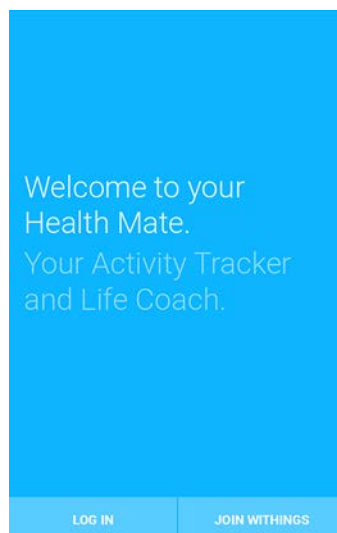 Welcome to your
Health Mate.
Your Activity Tracker
and Life Coach.
LOG IN
JOIN WITHINGS